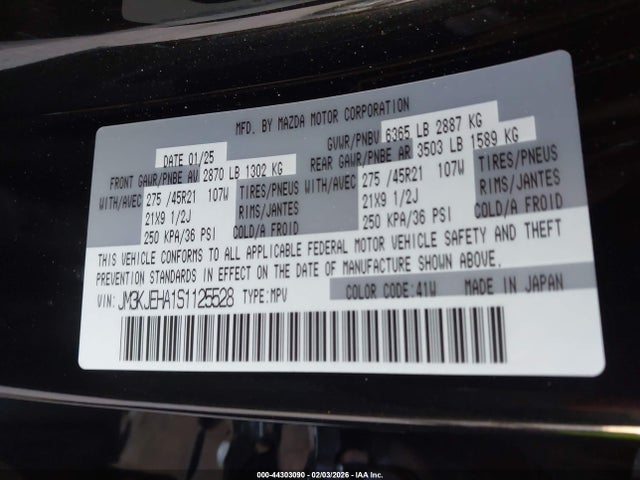 MFD. BY MAZDA MOTOR CORPORATION
DATE 01/25 GVWR/PNBV 6365 LB 2887 KG
FRONT GAWR/PNBE AV 2870 LB 1302 KG REAR GAWR/PNBE AR 3503 LB 1589 KG
WITH/AVEC 275 /45R21 107W TIRES/PNEUS WITH/AVEC 275 /45R21 107W TIRES/PNEUS
21X9 1/2J RIMS/JANTES 21X9 1/2J RIMS/JANTES
250 KPA/36 PSI COLD/A FROID 250 KPA/36 PSI COLD/A FROID
THIS VEHICLE CONFORMS TO ALL APPLICABLE FEDERAL MOTOR VEHICLE SAFETY AND THEFT
PREVENTION STANDARDS IN EFFECT ON THE DATE OF MANUFACTURE SHOWN ABOVE.
VIN: JM3KJEHA1S1125528 TYPE:MPV COLOR CODE:41W MADE IN JAPAN
000-44303090 - 02/03/2026 - IAA Inc.